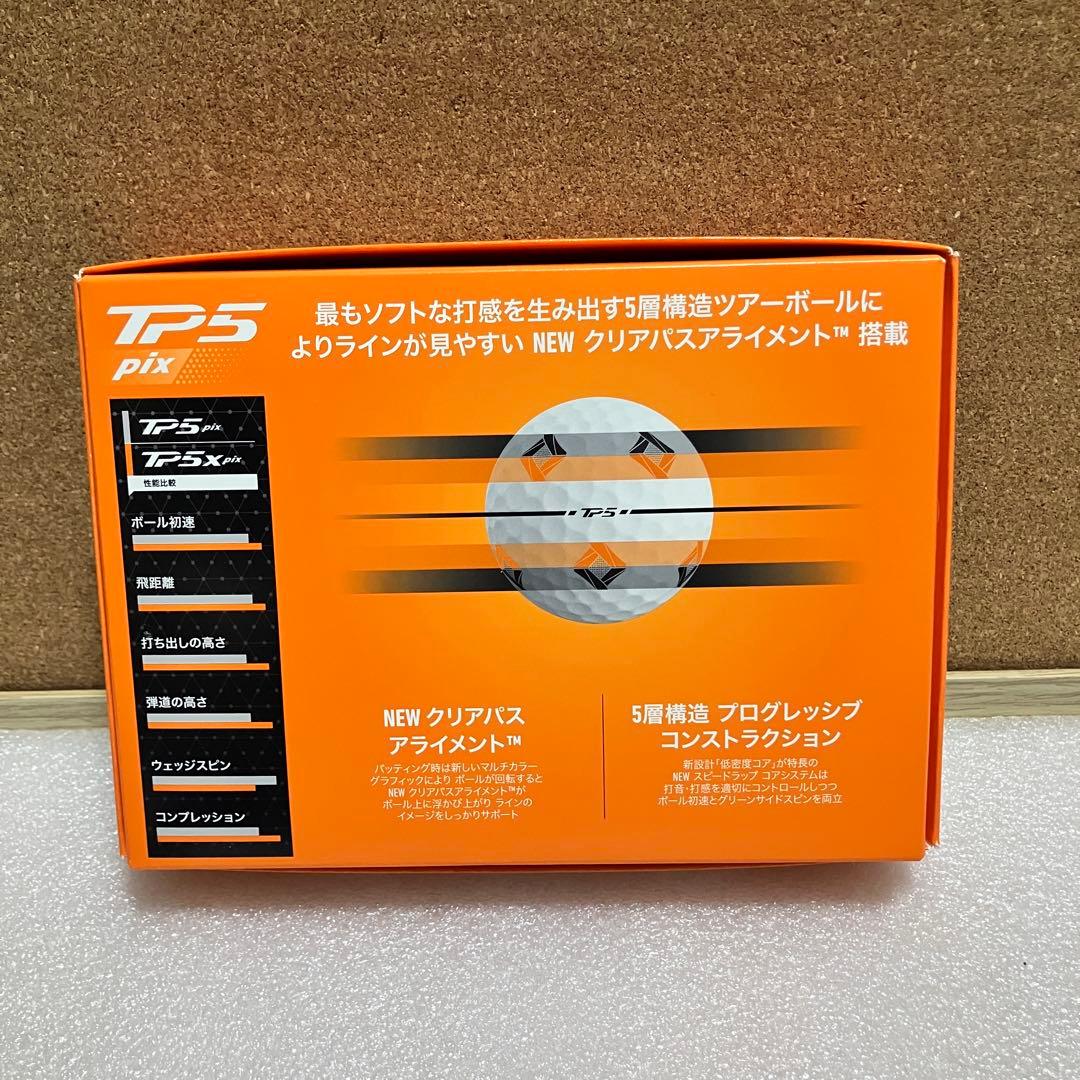 TP5
pix
最もソフトな打感を生み出す5層構造ツアーボールに
よりラインが見やすい NEW クリアパスアライメント™ 搭載
TP5 pix
TP5x pix
性能比較
ボール初速
飛距離
打ち出しの高さ
弾道の高さ
ウェッジスピン
コンプレッション
TP5
NEW クリアパス
アライメント™
パッティング時は新しいマルチカラー
グラフィックにより ボールが回転すると
NEW クリアパスアライメント™が
ボール上に浮かび上がり ラインの
イメージをしっかりサポート
5層構造 プログレッシブ
コンストラクション
新設計「低密度コア」が特長の
NEW スピードラップ コアシステムは
打音・打感を適切にコントロールしつつ
ボール初速とグリーンサイドスピンを両立